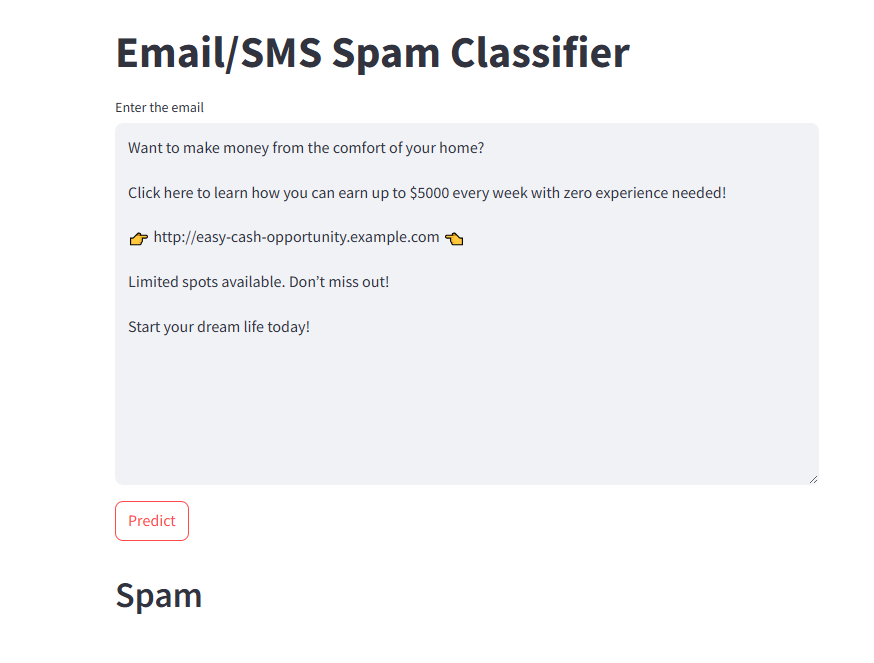 Email/SMS Spam Classifier
Enter the email
Want to make money from the comfort of your home?
Click here to learn how you can earn up to $5000 every week with zero experience needed!
👉 http://easy-cash-opportunity.example.com 👈
Limited spots available. Don’t miss out!
Start your dream life today!
Predict
Spam